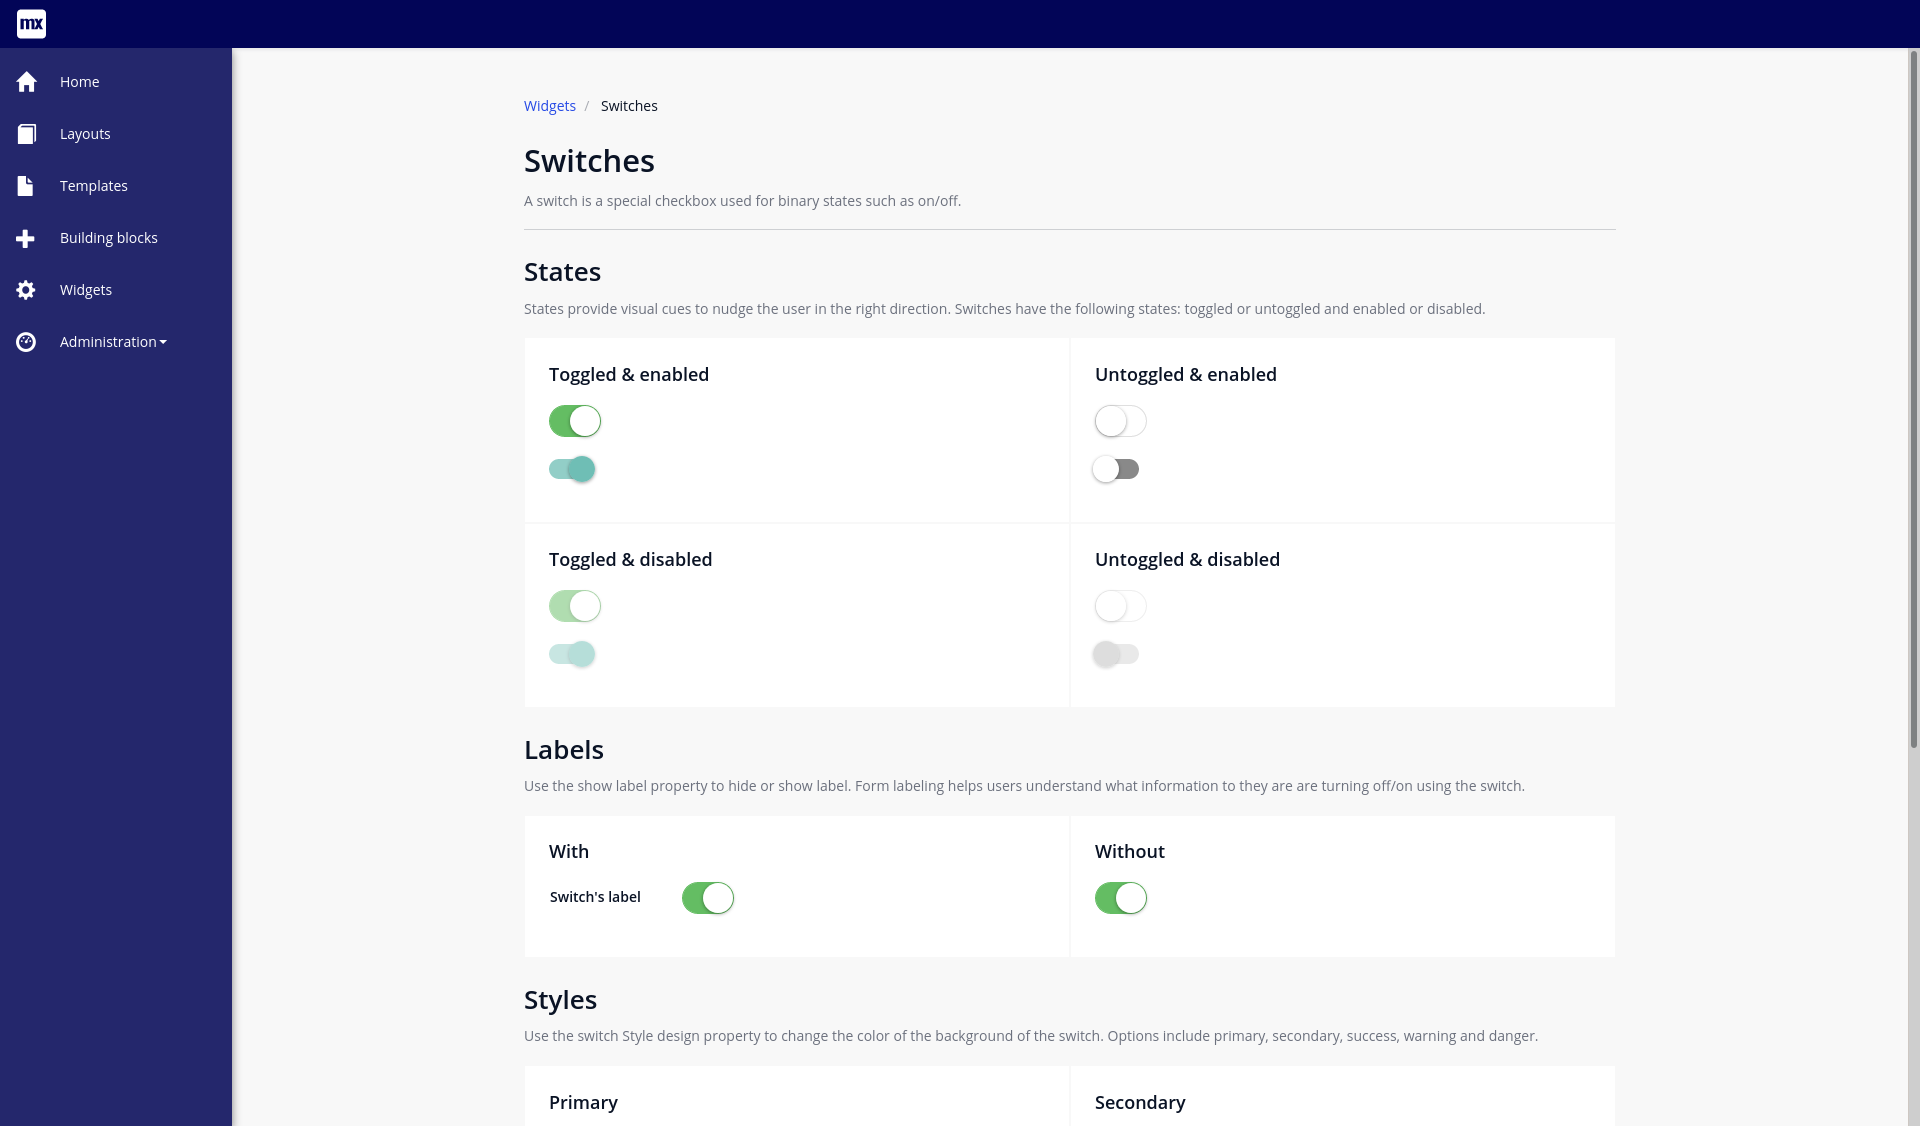 mx
Home
Layouts
Templates
Building blocks
Widgets
Administration
Widgets / Switches
Switches
A switch is a special checkbox used for binary states such as on/off.
States
States provide visual cues to nudge the user in the right direction. Switches have the following states: toggled or untoggled and enabled or disabled.
Toggled & enabled
Untoggled & enabled
Toggled & disabled
Untoggled & disabled
Labels
Use the show label property to hide or show label. Form labeling helps users understand what information to they are are turning off/on using the switch.
With
Without
Switch's label
Styles
Use the switch Style design property to change the color of the background of the switch. Options include primary, secondary, success, warning and danger.
Primary
Secondary